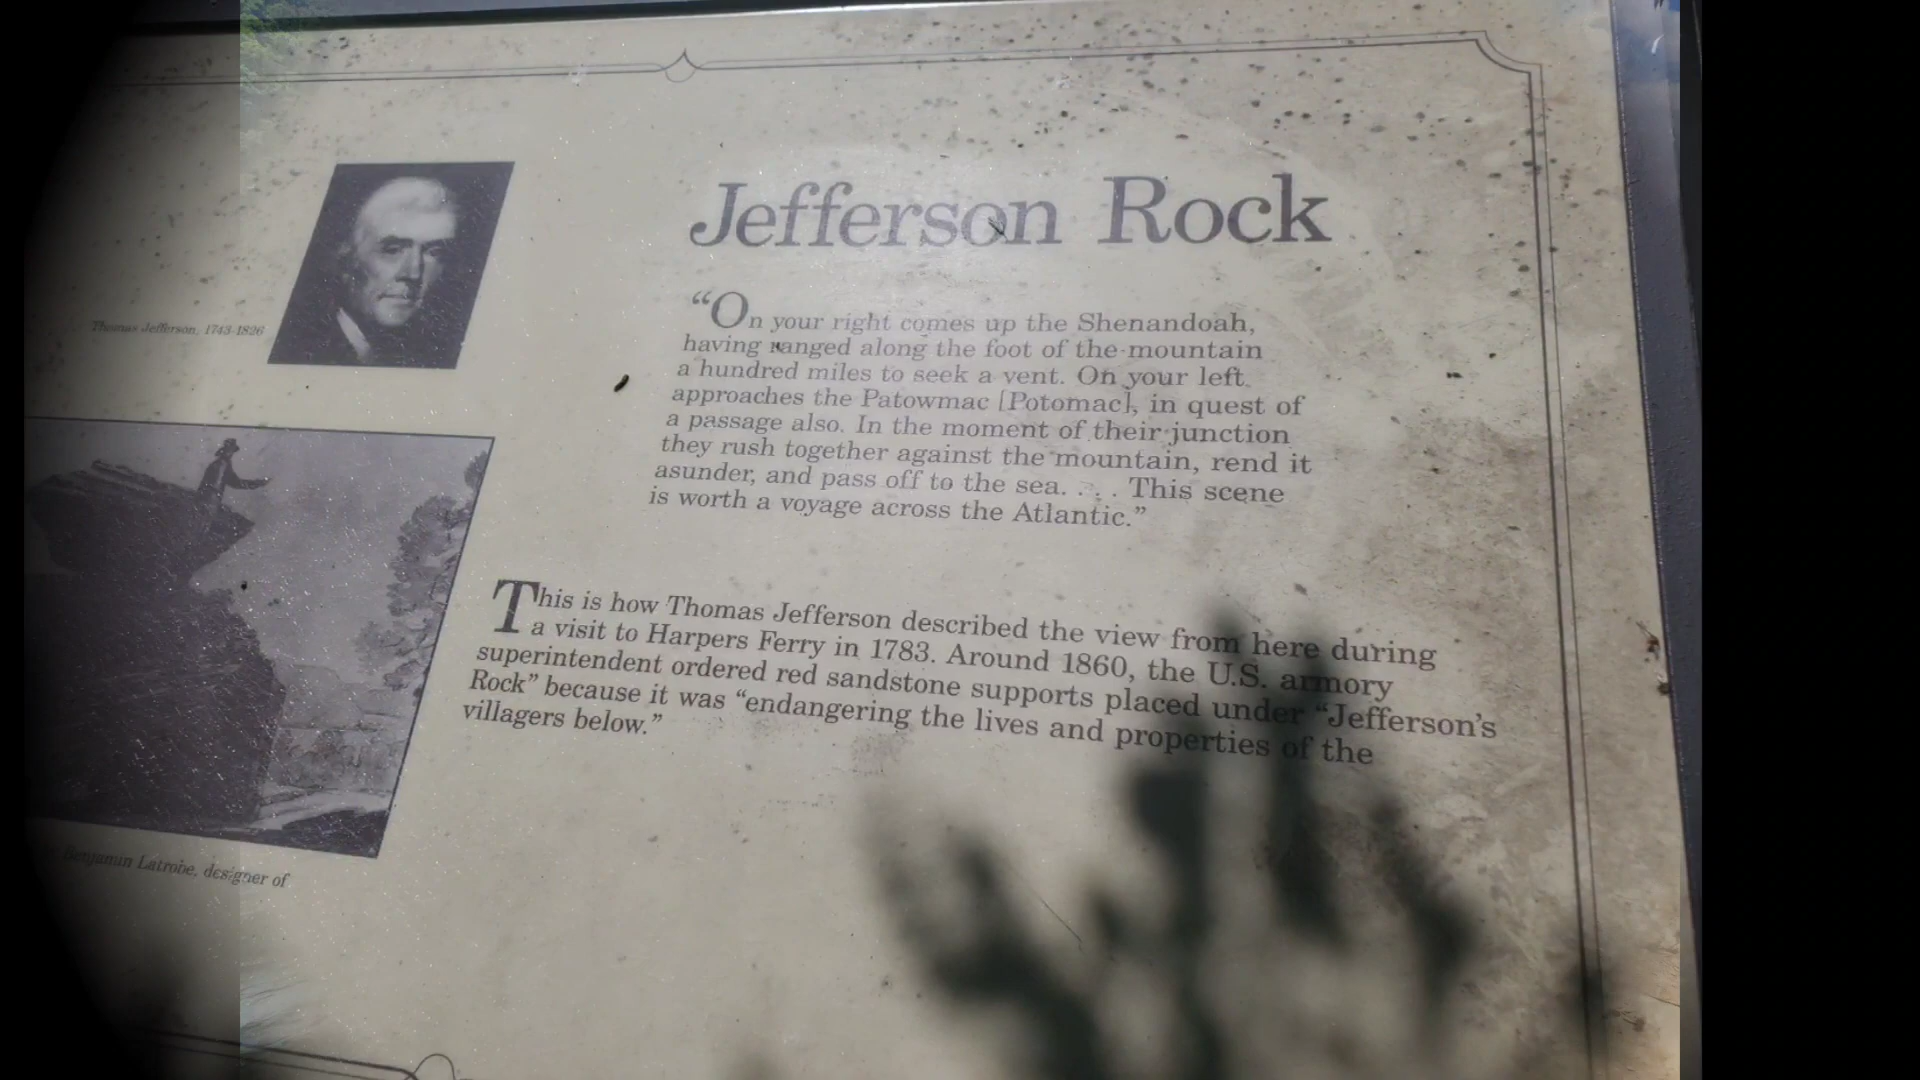 Jefferson Rock
Thomas Jefferson, 1743-1826
“On your right comes up the Shenandoah,
having ranged along the foot of the mountain
a hundred miles to seek a vent. On your left
approaches the Patowmac [Potomac], in quest of
a passage also. In the moment of their junction
they rush together against the mountain, rend it
asunder, and pass off to the sea. . . . This scene
is worth a voyage across the Atlantic.”
This is how Thomas Jefferson described the view from here during
a visit to Harpers Ferry in 1783. Around 1860, the U.S. armory
superintendent ordered red sandstone supports placed under “Jefferson’s
Rock” because it was “endangering the lives and properties of the
villagers below.”
Benjamin Latrobe, designer of